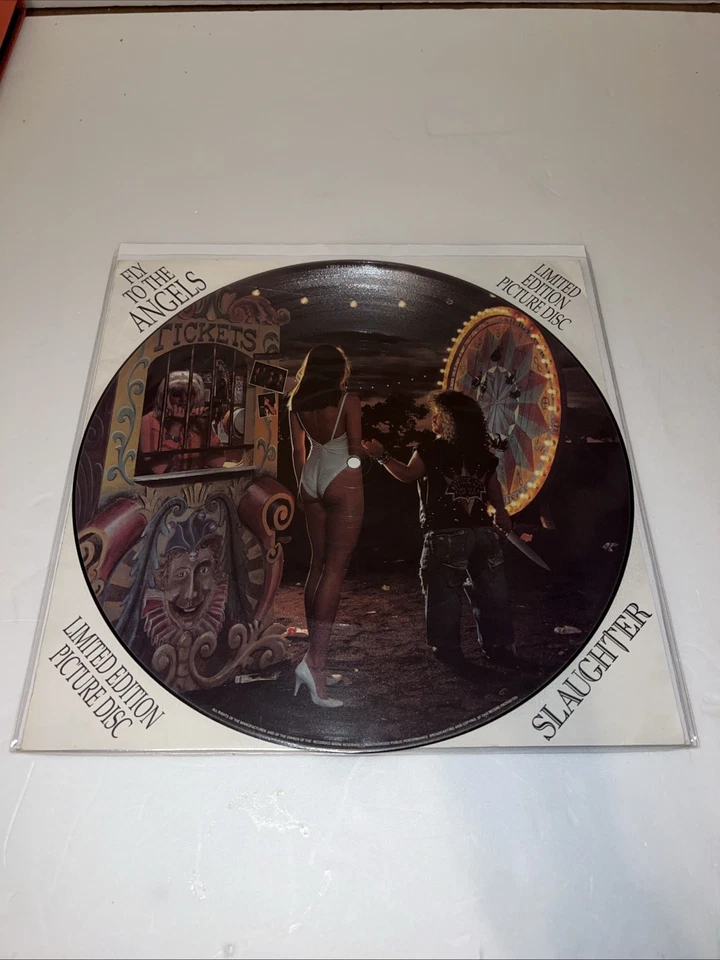 FLY
TO THE
ANGELS
LIMITED
EDITION
PICTURE DISC
TICKETS
LIMITED EDITION
PICTURE DISC
SLAUGHTER